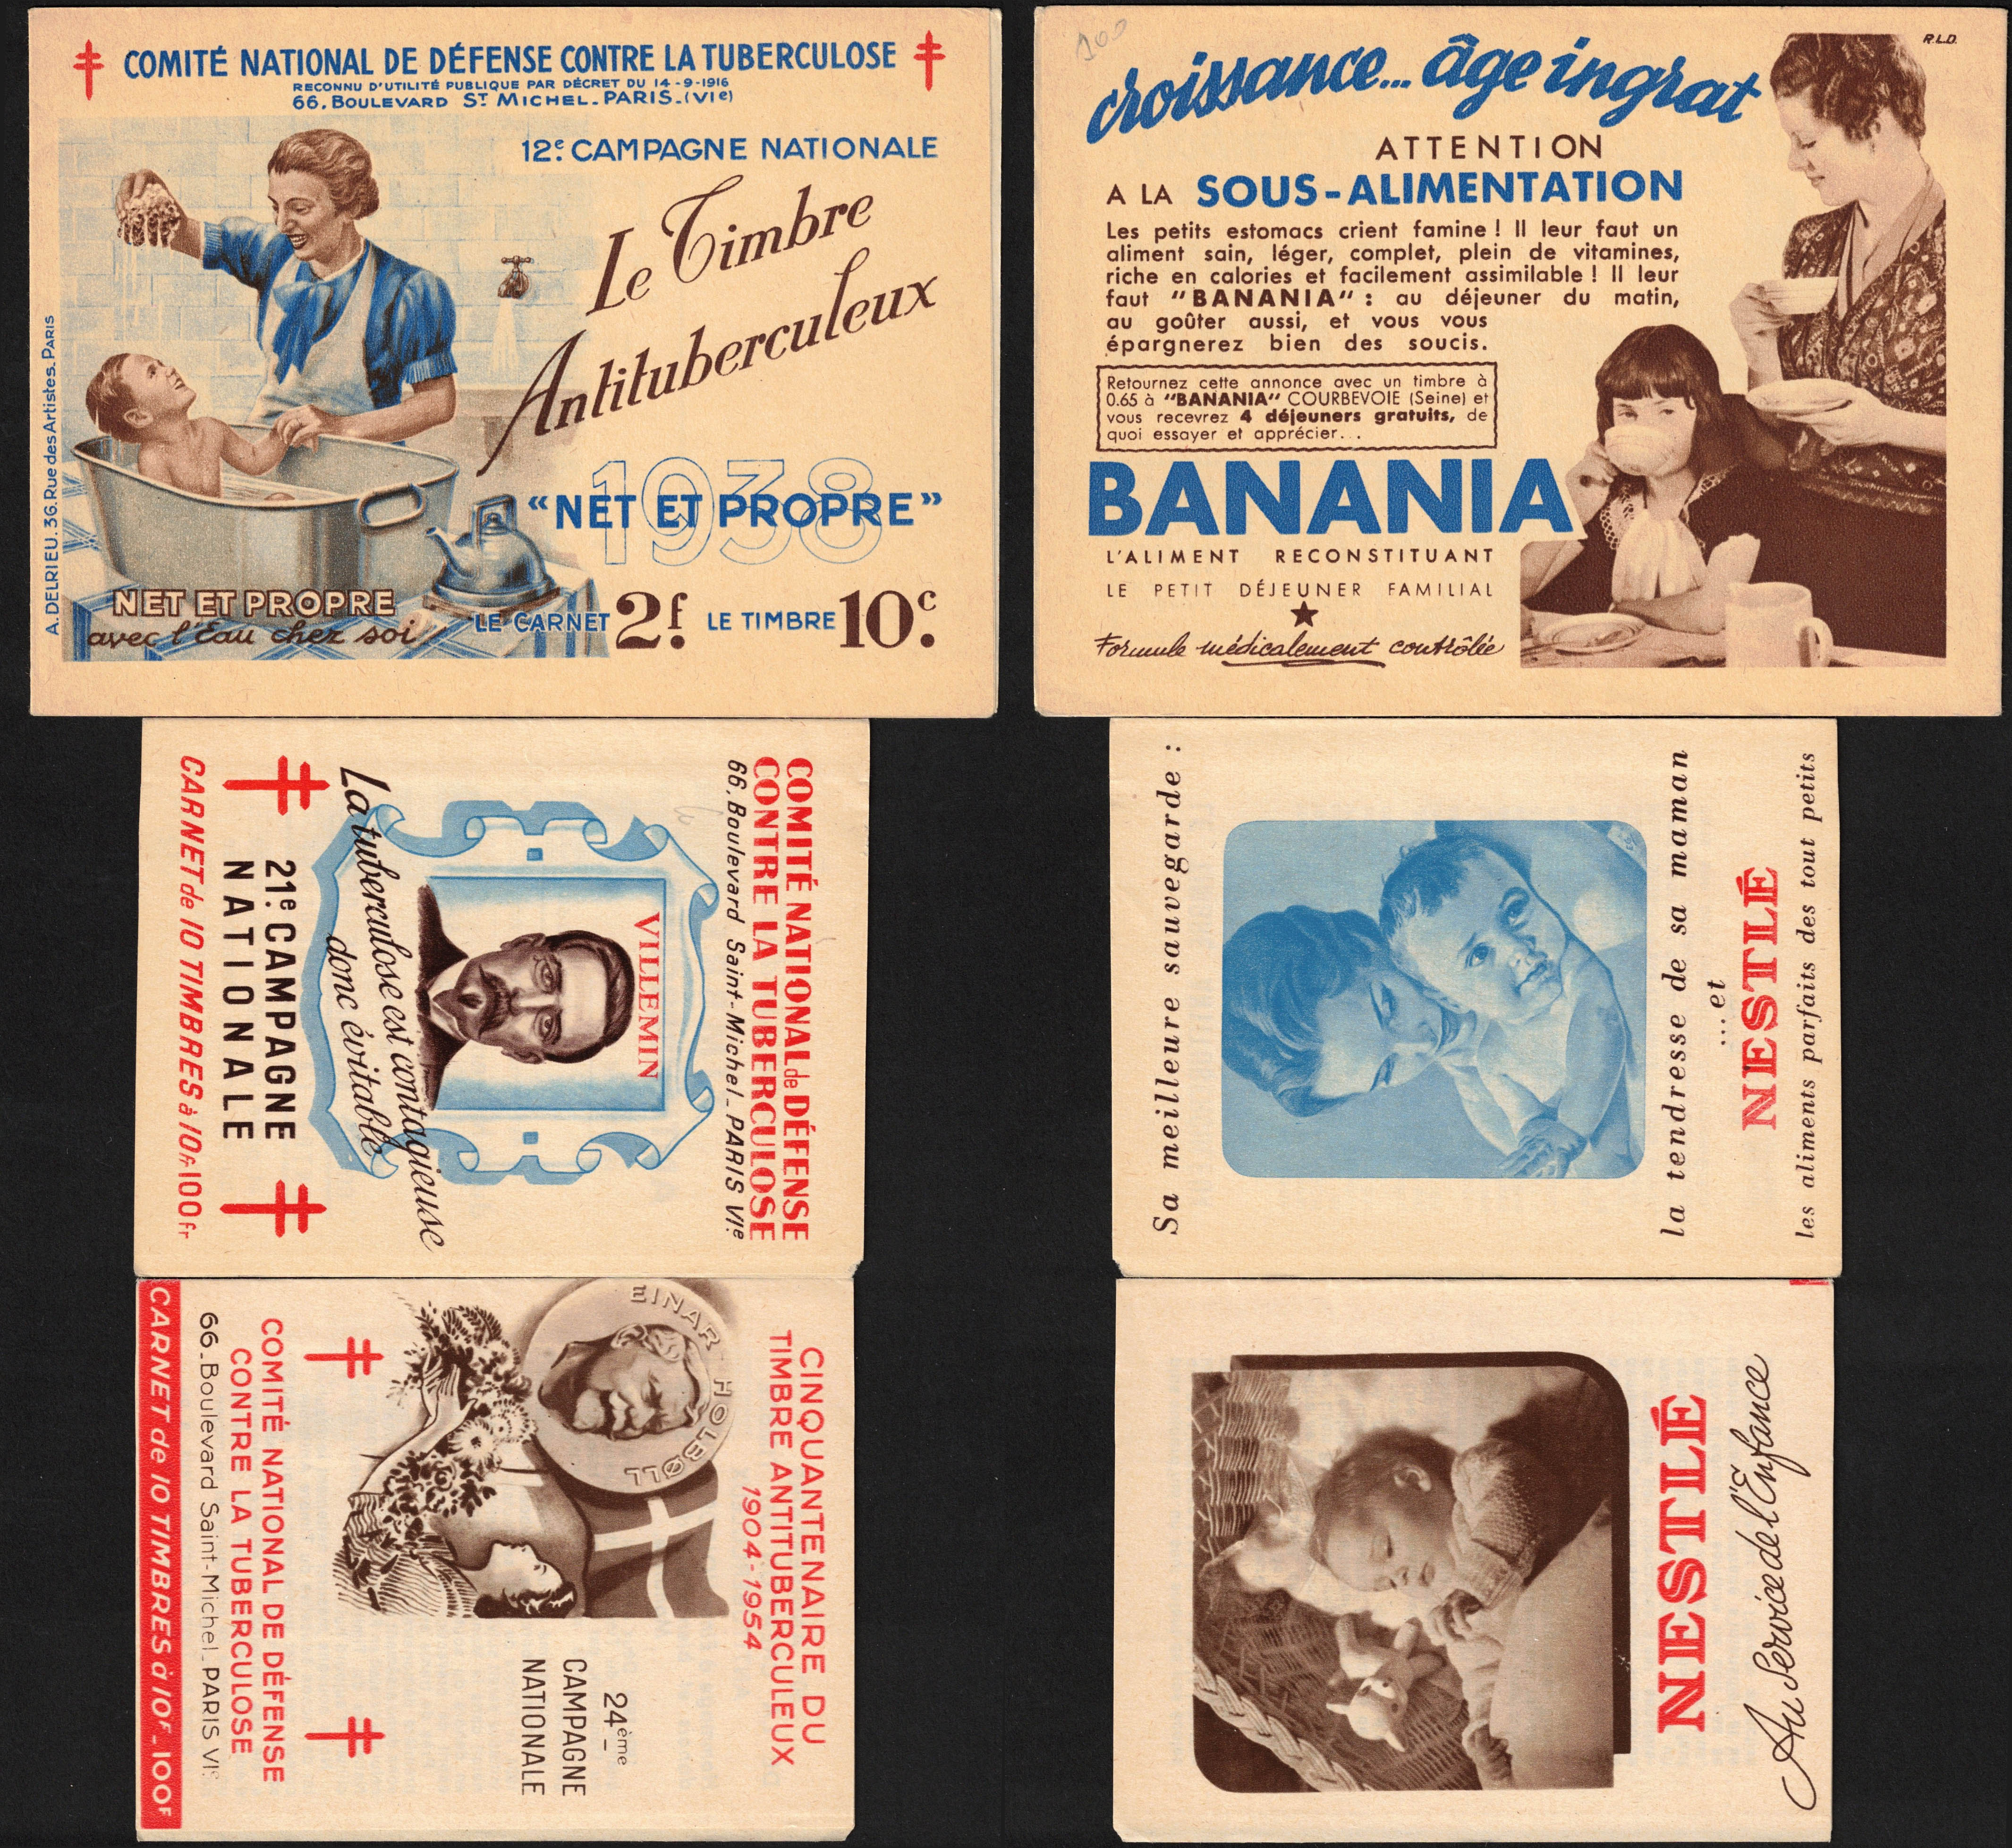 COMITÉ NATIONAL DE DÉFENSE CONTRE LA TUBERCULOSE
RECONNU D'UTILITÉ PUBLIQUE PAR DÉCRET DU 14-9-1916
66, BOULEVARD ST MICHEL_PARIS_(VIe)
12e CAMPAGNE NATIONALE
Le Timbre
Antituberculeux
1938
"NET ET PROPRE"
NET ET PROPRE
avec l'Eau chez soi
LE CARNET 2f. LE TIMBRE 10c.
A. DELRIEU. 36. Rue des Artistes. PARIS
100
R.L.D.
croissance... âge ingrat
ATTENTION
A LA SOUS-ALIMENTATION
Les petits estomacs crient famine ! Il leur faut un
aliment sain, léger, complet, plein de vitamines,
riche en calories et facilement assimilable ! Il leur
faut "BANANIA" : au déjeuner du matin,
au goûter aussi, et vous vous
épargnerez bien des soucis.
Retournez cette annonce avec un timbre à
0.65 à "BANANIA" COURBEVOIE (Seine) et
vous recevrez 4 déjeuners gratuits, de
quoi essayer et apprécier...
BANANIA
L'ALIMENT RECONSTITUANT
LE PETIT DÉJEUNER FAMILIAL
Formule médicalement contrôlée
COMITÉ NATIONAL de DÉFENSE
CONTRE LA TUBERCULOSE
66, Boulevard Saint-Michel_PARIS VIe
VILLEMIN
La tuberculose est contagieuse
donc évitable
21e CAMPAGNE
NATIONALE
CARNET de 10 TIMBRES à 10fr 100fr
Sa meilleure sauvegarde :
la tendresse de sa maman
...et
NESTLÉ
les aliments parfaits des tout petits
CINQUANTENAIRE DU
TIMBRE ANTITUBERCULEUX
1904-1954
EINAR HOLBØLL
24ème
CAMPAGNE
NATIONALE
COMITÉ NATIONAL DE DÉFENSE
CONTRE LA TUBERCULOSE
66_Boulevard Saint-Michel_PARIS VIe
CARNET de 10 TIMBRES à 10F_100F
NESTLÉ
Au Service de l'Enfance